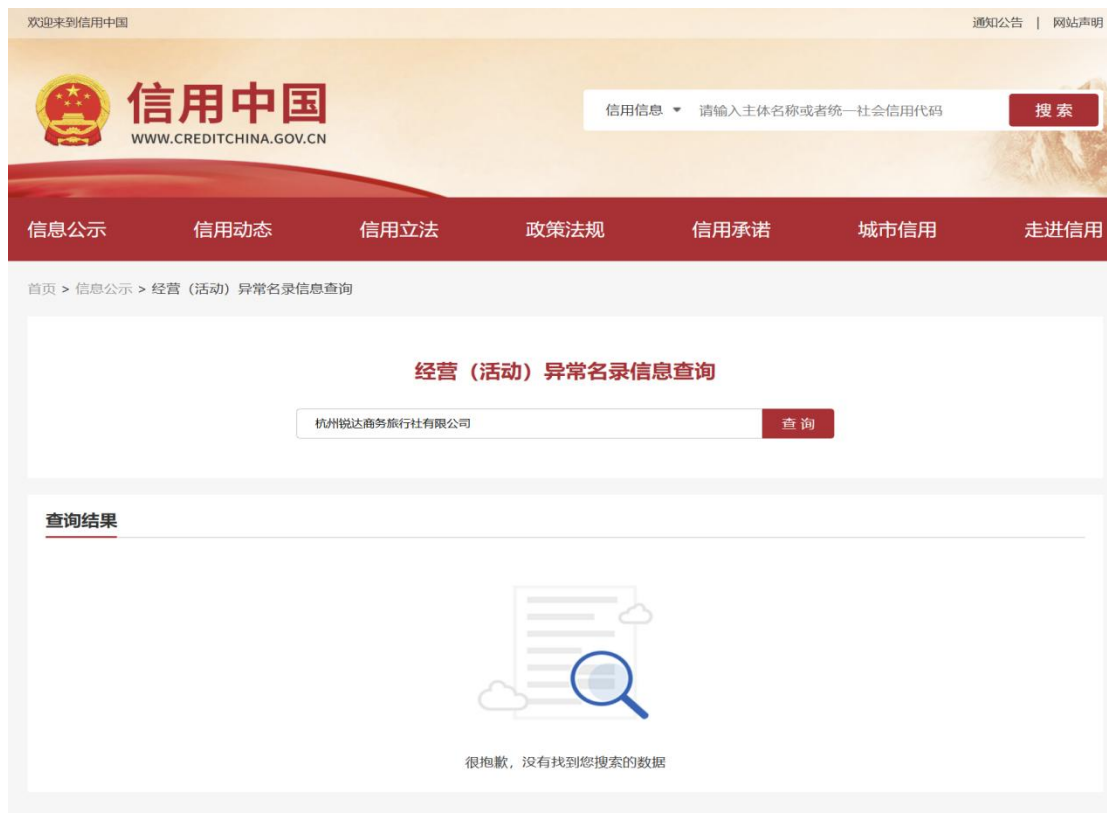 欢迎来到信用中国
通知公告 | 网站声明
信用中国
WWW.CREDITCHINA.GOV.CN
信用信息 请输入主体名称或者统一社会信用代码 搜索
信息公示 信用动态 信用立法 政策法规 信用承诺 城市信用 走进信用
首页 > 信息公示 > 经营（活动）异常名录信息查询
经营（活动）异常名录信息查询
杭州锐达商务旅行社有限公司 查询
查询结果
很抱歉，没有找到您搜索的数据